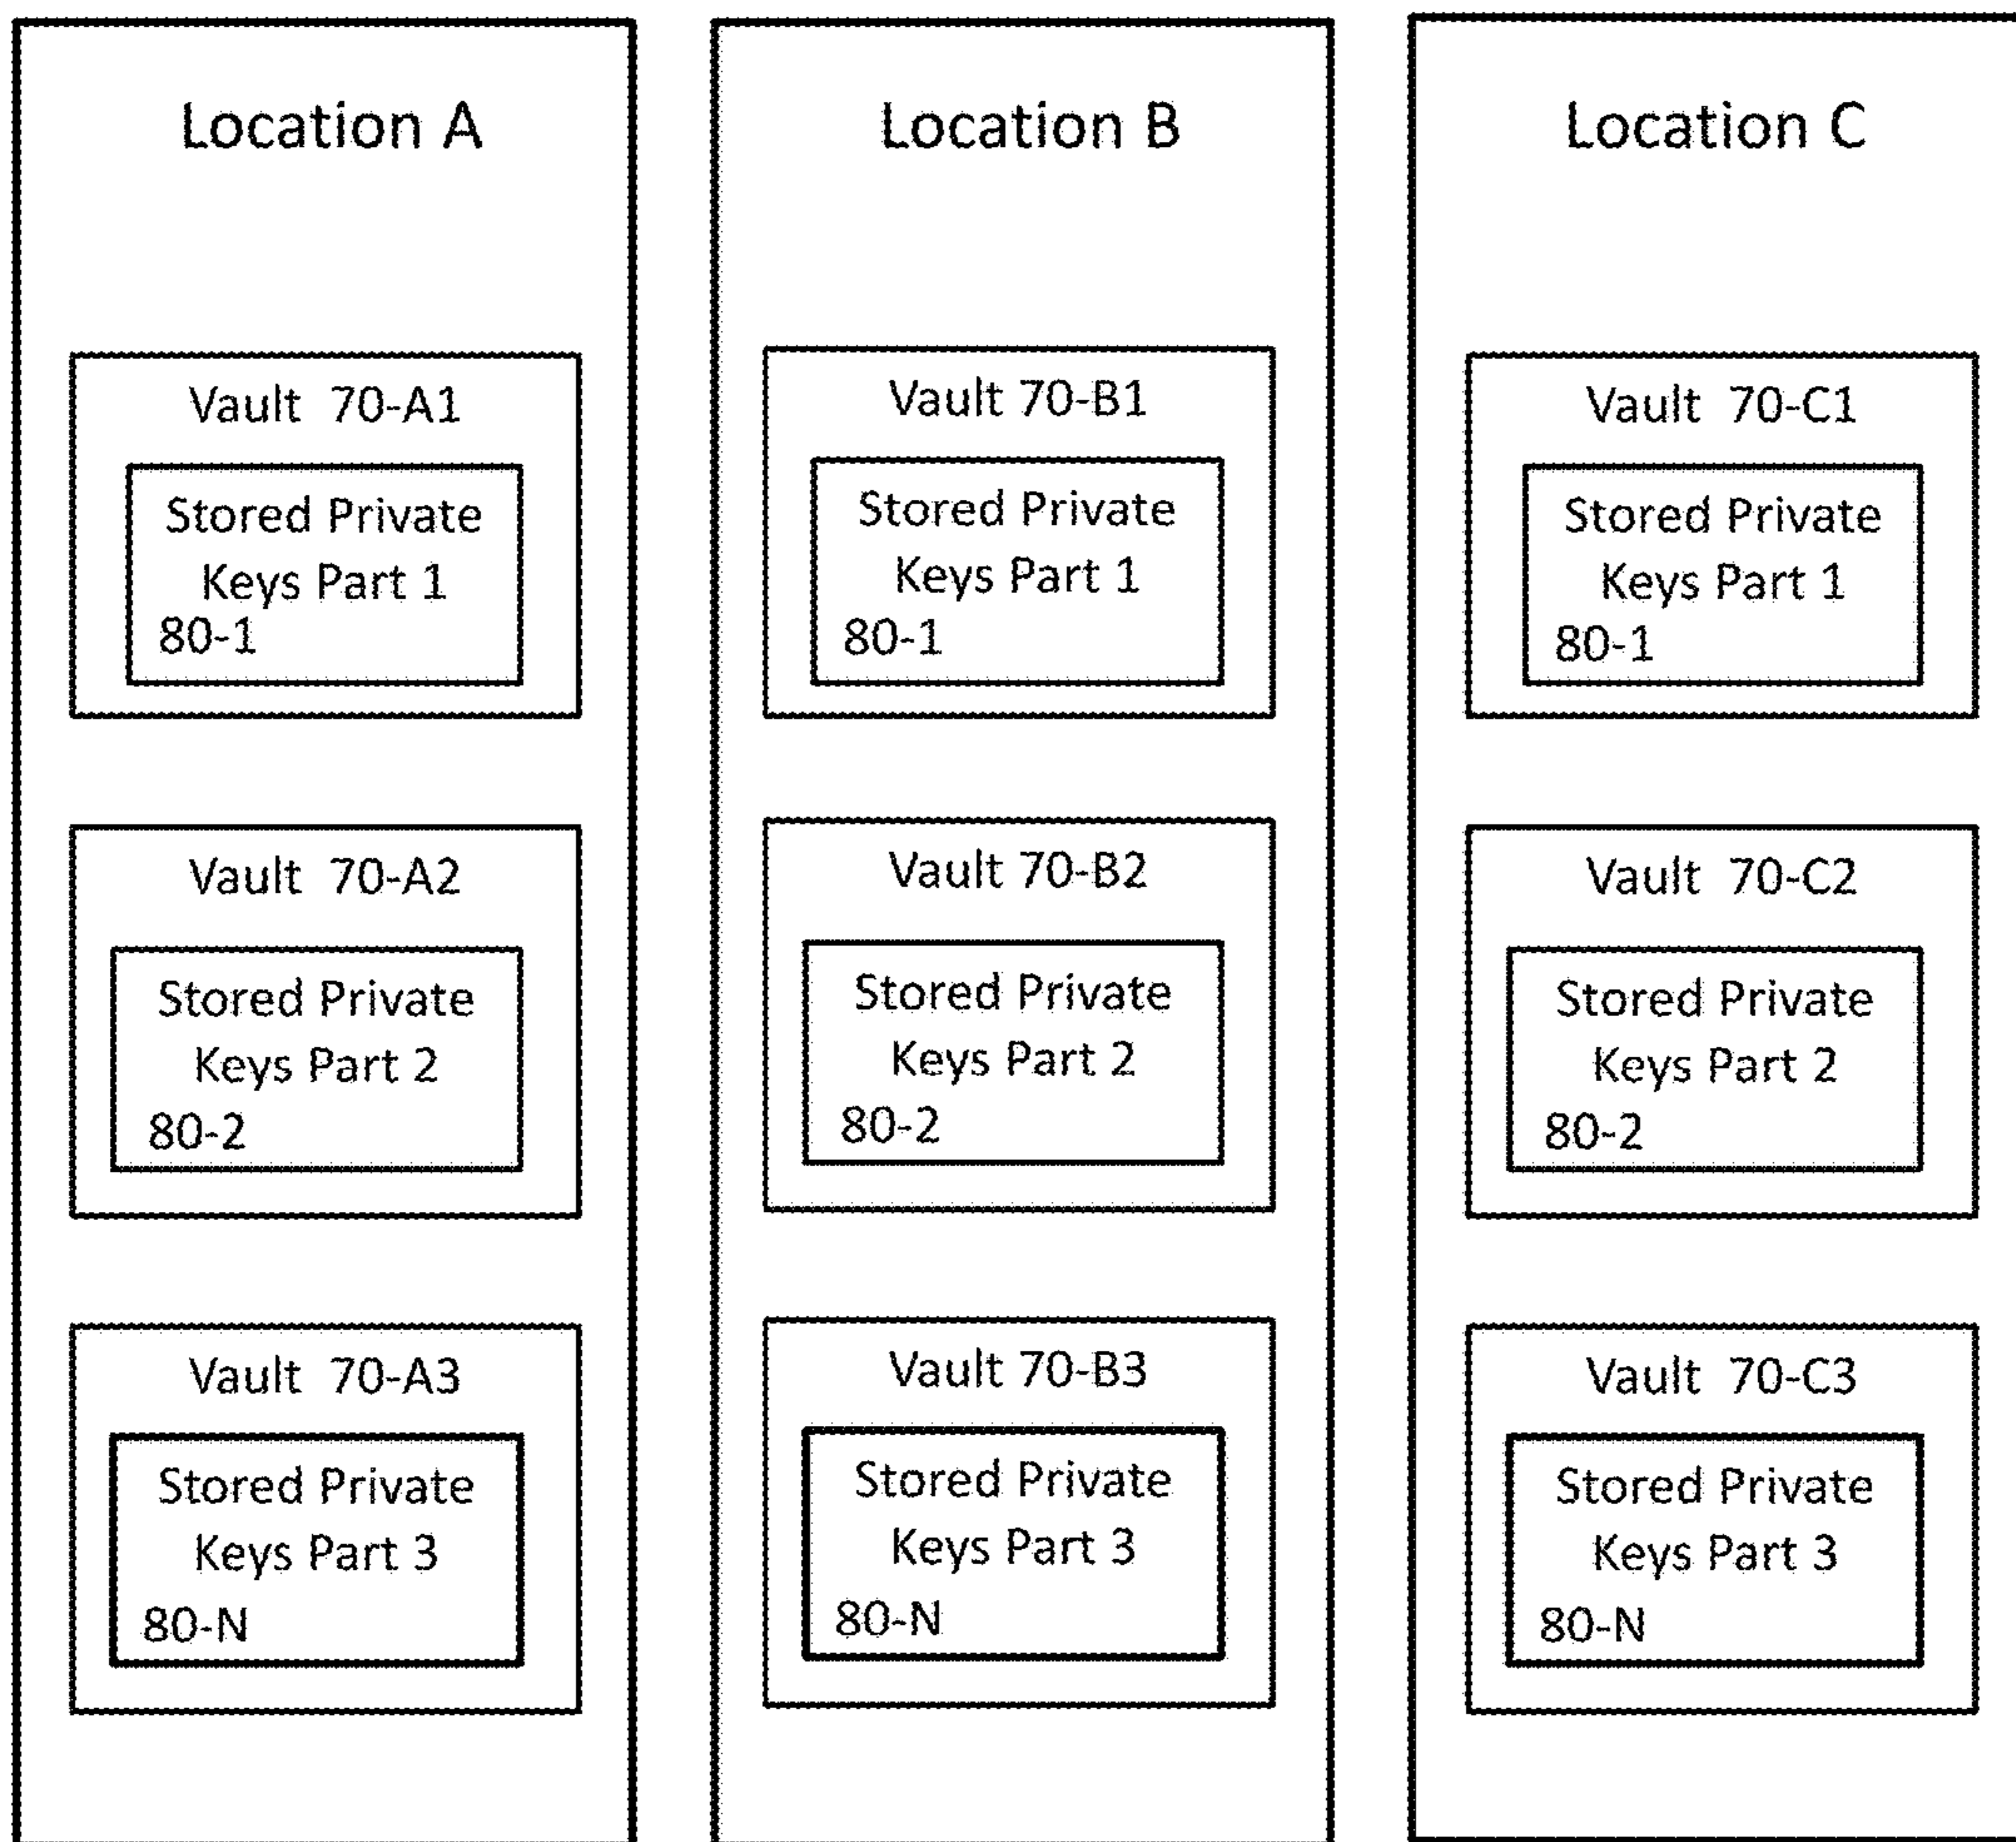 Location A
Vault 70-A1
Stored Private
Keys Part 1
80-1
Vault 70-A2
Stored Private
Keys Part 2
80-2
Vault 70-A3
Stored Private
Keys Part 3
80-N
Location B
Vault 70-B1
Stored Private
Keys Part 1
80-1
Vault 70-B2
Stored Private
Keys Part 2
80-2
Vault 70-B3
Stored Private
Keys Part 3
80-N
Location C
Vault 70-C1
Stored Private
Keys Part 1
80-1
Vault 70-C2
Stored Private
Keys Part 2
80-2
Vault 70-C3
Stored Private
Keys Part 3
80-N